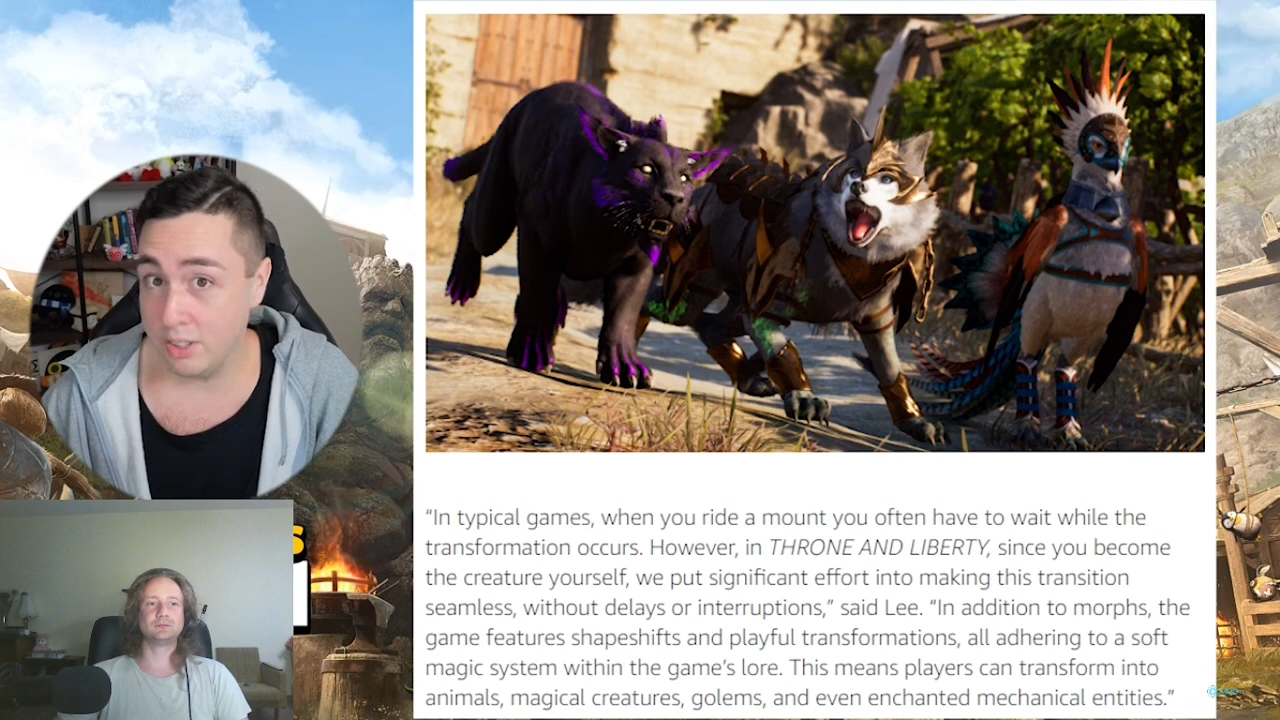 “In typical games, when you ride a mount you often have to wait while the
transformation occurs. However, in THRONE AND LIBERTY, since you become
the creature yourself, we put significant effort into making this transition
seamless, without delays or interruptions,” said Lee. “In addition to morphs, the
game features shapeshifts and playful transformations, all adhering to a soft
magic system within the game’s lore. This means players can transform into
animals, magical creatures, golems, and even enchanted mechanical entities.”
S